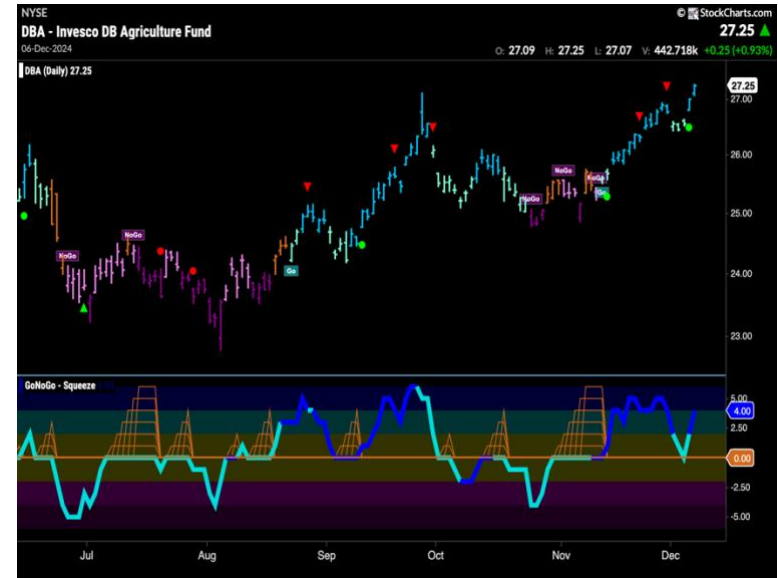 NYSE
© StockCharts.com
DBA - Invesco DB Agriculture Fund
27.25
06-Dec-2024
O: 27.09 H: 27.25 L: 27.07 V: 442.718k +0.25 (+0.93%)
DBA (Daily) 27.25
27.25
27.00
26.00
NoGo
NoGo
Go
NoGo
25.00
NoGo
NoGo
Go
24.00
23.00
GoNoGo - Squeeze
5.00
4.00
2.50
0.00
-2.50
-5.00
Jul Aug Sep Oct Nov Dec